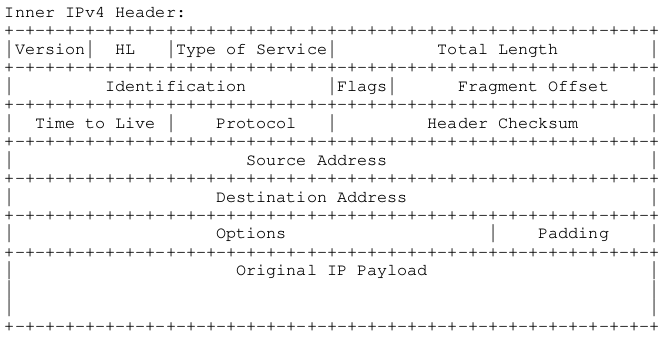 Inner IPv4 Header:
+-+-+-+-+-+-+-+-+-+-+-+-+-+-+-+-+-+-+-+-+-+-+-+-+-+-+-+-+-+-+-+-+
|Version|  HL   |Type of Service|          Total Length         |
+-+-+-+-+-+-+-+-+-+-+-+-+-+-+-+-+-+-+-+-+-+-+-+-+-+-+-+-+-+-+-+-+
|         Identification        |Flags|      Fragment Offset    |
+-+-+-+-+-+-+-+-+-+-+-+-+-+-+-+-+-+-+-+-+-+-+-+-+-+-+-+-+-+-+-+-+
|  Time to Live |    Protocol   |         Header Checksum       |
+-+-+-+-+-+-+-+-+-+-+-+-+-+-+-+-+-+-+-+-+-+-+-+-+-+-+-+-+-+-+-+-+
|                       Source Address                          |
+-+-+-+-+-+-+-+-+-+-+-+-+-+-+-+-+-+-+-+-+-+-+-+-+-+-+-+-+-+-+-+-+
|                    Destination Address                        |
+-+-+-+-+-+-+-+-+-+-+-+-+-+-+-+-+-+-+-+-+-+-+-+-+-+-+-+-+-+-+-+-+
|                    Options                    |    Padding    |
+-+-+-+-+-+-+-+-+-+-+-+-+-+-+-+-+-+-+-+-+-+-+-+-+-+-+-+-+-+-+-+-+
|                      Original IP Payload                      |
|                                                               |
+-+-+-+-+-+-+-+-+-+-+-+-+-+-+-+-+-+-+-+-+-+-+-+-+-+-+-+-+-+-+-+-+